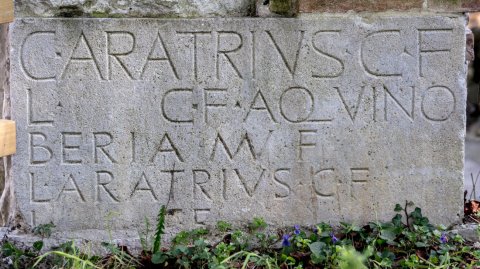 C·ARATRIVS·C·F
L · C·F·AQVINO
BERIA M V F
L ARATRIVS·C·F
L F